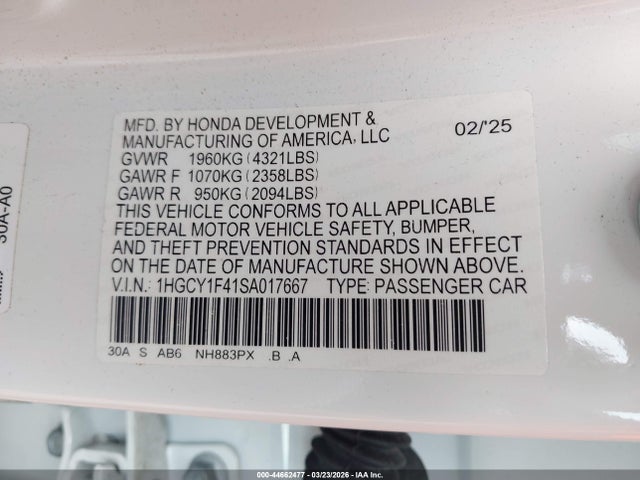 30A-A0
MFD. BY HONDA DEVELOPMENT &
MANUFACTURING OF AMERICA, LLC 02/'25
GVWR 1960KG(4321LBS)
GAWR F 1070KG(2358LBS)
GAWR R 950KG(2094LBS)
THIS VEHICLE CONFORMS TO ALL APPLICABLE
FEDERAL MOTOR VEHICLE SAFETY, BUMPER,
AND THEFT PREVENTION STANDARDS IN EFFECT
ON THE DATE OF MANUFACTURE SHOWN ABOVE.
V.I.N.: 1HGCY1F41SA017667 TYPE: PASSENGER CAR
30A S AB6 NH883PX .B .A
000-44662477 - 03/23/2026 - IAA Inc.